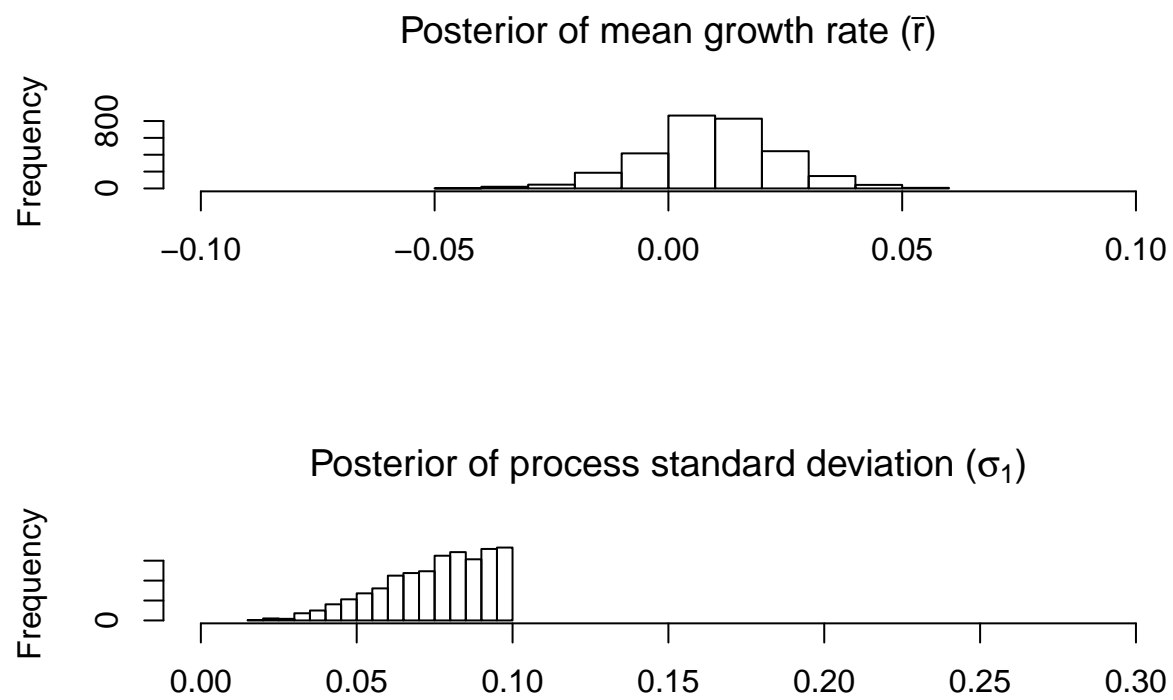 Posterior of mean growth rate (r̅)
Frequency
800
0
−0.10 −0.05 0.00 0.05 0.10
Posterior of process standard deviation (σ₁)
Frequency
0
0.00 0.05 0.10 0.15 0.20 0.25 0.30